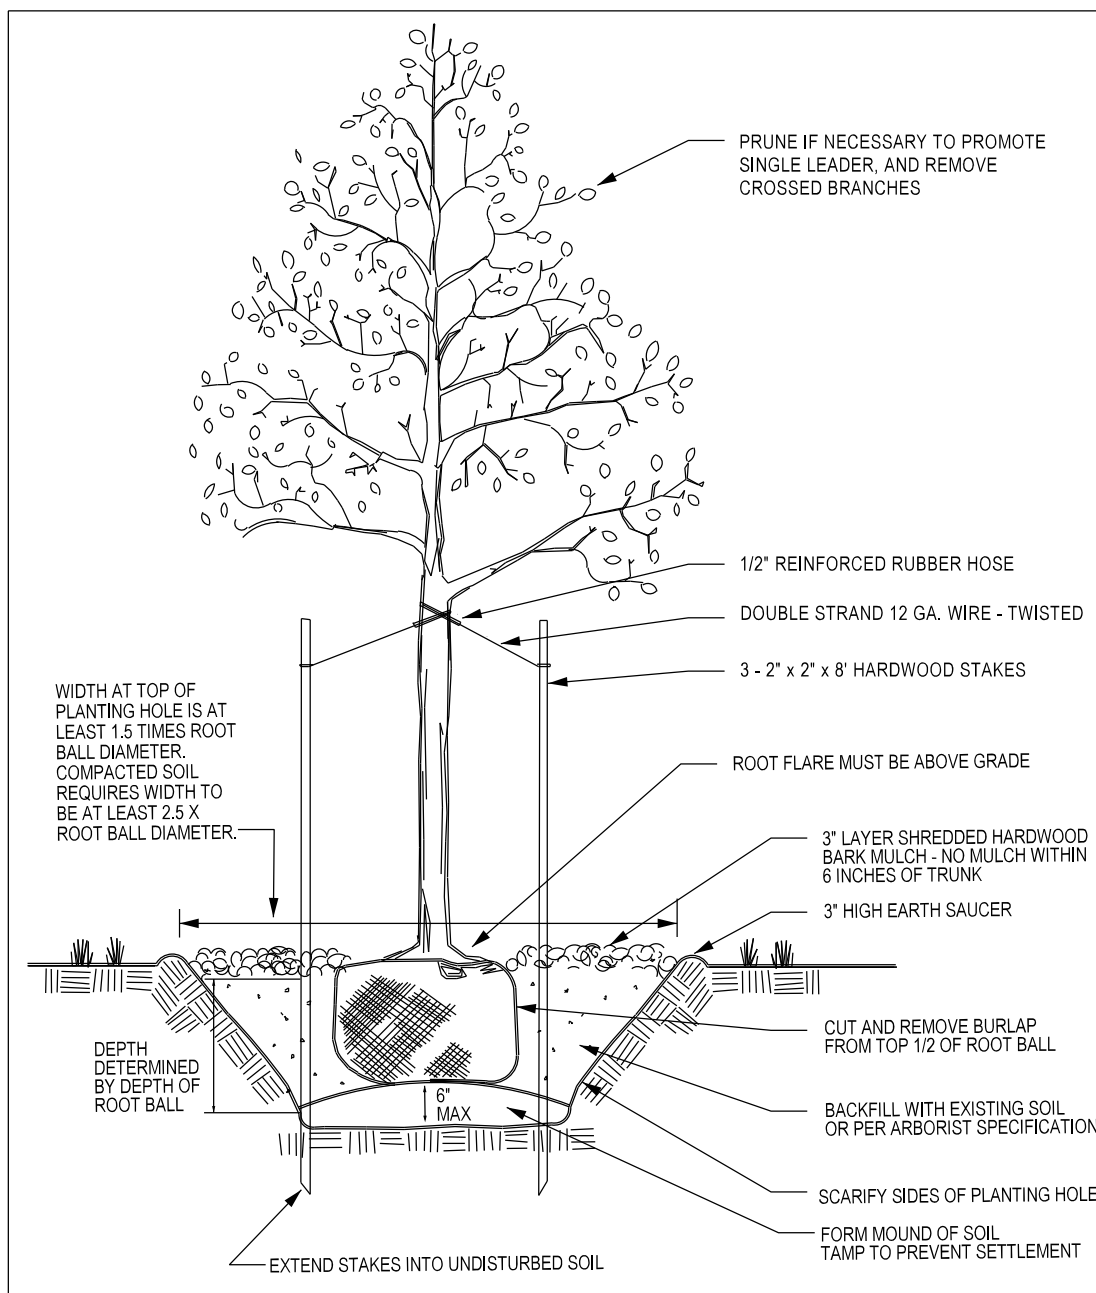 PRUNE IF NECESSARY TO PROMOTE
SINGLE LEADER, AND REMOVE
CROSSED BRANCHES
1/2" REINFORCED RUBBER HOSE
DOUBLE STRAND 12 GA. WIRE - TWISTED
3 - 2" x 2" x 8' HARDWOOD STAKES
WIDTH AT TOP OF
PLANTING HOLE IS AT
LEAST 1.5 TIMES ROOT
BALL DIAMETER.
COMPACTED SOIL
REQUIRES WIDTH TO
BE AT LEAST 2.5 X
ROOT BALL DIAMETER.
ROOT FLARE MUST BE ABOVE GRADE
3" LAYER SHREDDED HARDWOOD
BARK MULCH - NO MULCH WITHIN
6 INCHES OF TRUNK
3" HIGH EARTH SAUCER
CUT AND REMOVE BURLAP
FROM TOP 1/2 OF ROOT BALL
DEPTH
DETERMINED
BY DEPTH OF
ROOT BALL
6"
MAX
BACKFILL WITH EXISTING SOIL
OR PER ARBORIST SPECIFICATION
SCARIFY SIDES OF PLANTING HOLE
FORM MOUND OF SOIL
TAMP TO PREVENT SETTLEMENT
EXTEND STAKES INTO UNDISTURBED SOIL